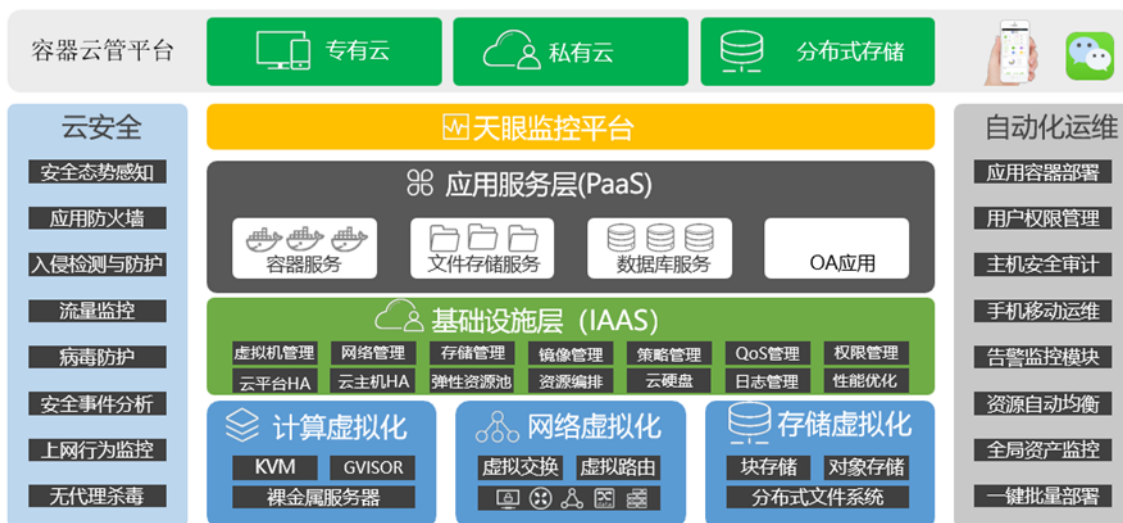 容器云管平台
专有云
私有云
分布式存储
云安全
安全态势感知
应用防火墙
入侵检测与防护
流量监控
病毒防护
安全事件分析
上网行为监控
无代理杀毒
天眼监控平台
应用服务层(PaaS)
容器服务
文件存储服务
数据库服务
OA应用
基础设施层（IAAS）
虚拟机管理 网络管理 存储管理 镜像管理 策略管理 QoS管理 权限管理
云平台HA 云主机HA 弹性资源池 资源编排 云硬盘 日志管理 性能优化
计算虚拟化
KVM GVISOR
裸金属服务器
网络虚拟化
虚拟交换 虚拟路由
存储虚拟化
块存储 对象存储
分布式文件系统
自动化运维
应用容器部署
用户权限管理
主机安全审计
手机移动运维
告警监控模块
资源自动均衡
全局资产监控
一键批量部署